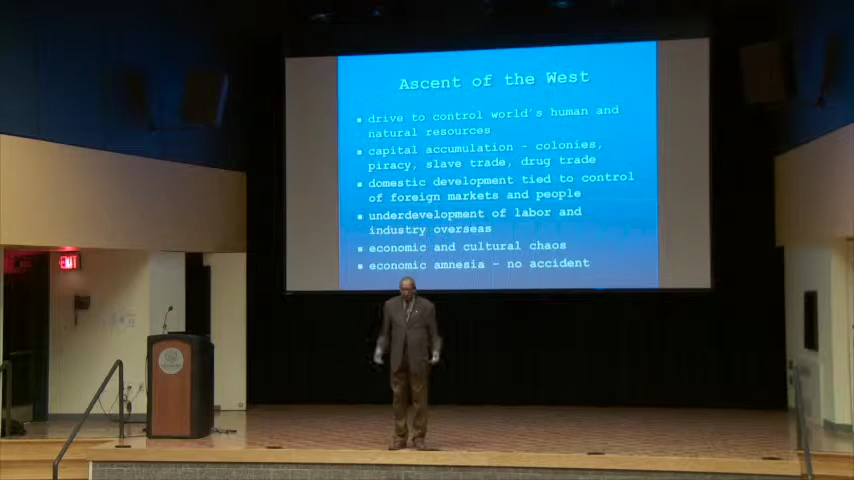 Ascent of the West
▪ drive to control world's human and
natural resources
▪ capital accumulation – colonies,
piracy, slave trade, drug trade
▪ domestic development tied to control
of foreign markets and people
▪ underdevelopment of labor and
industry overseas
▪ economic and cultural chaos
▪ economic amnesia – no accident
EXIT